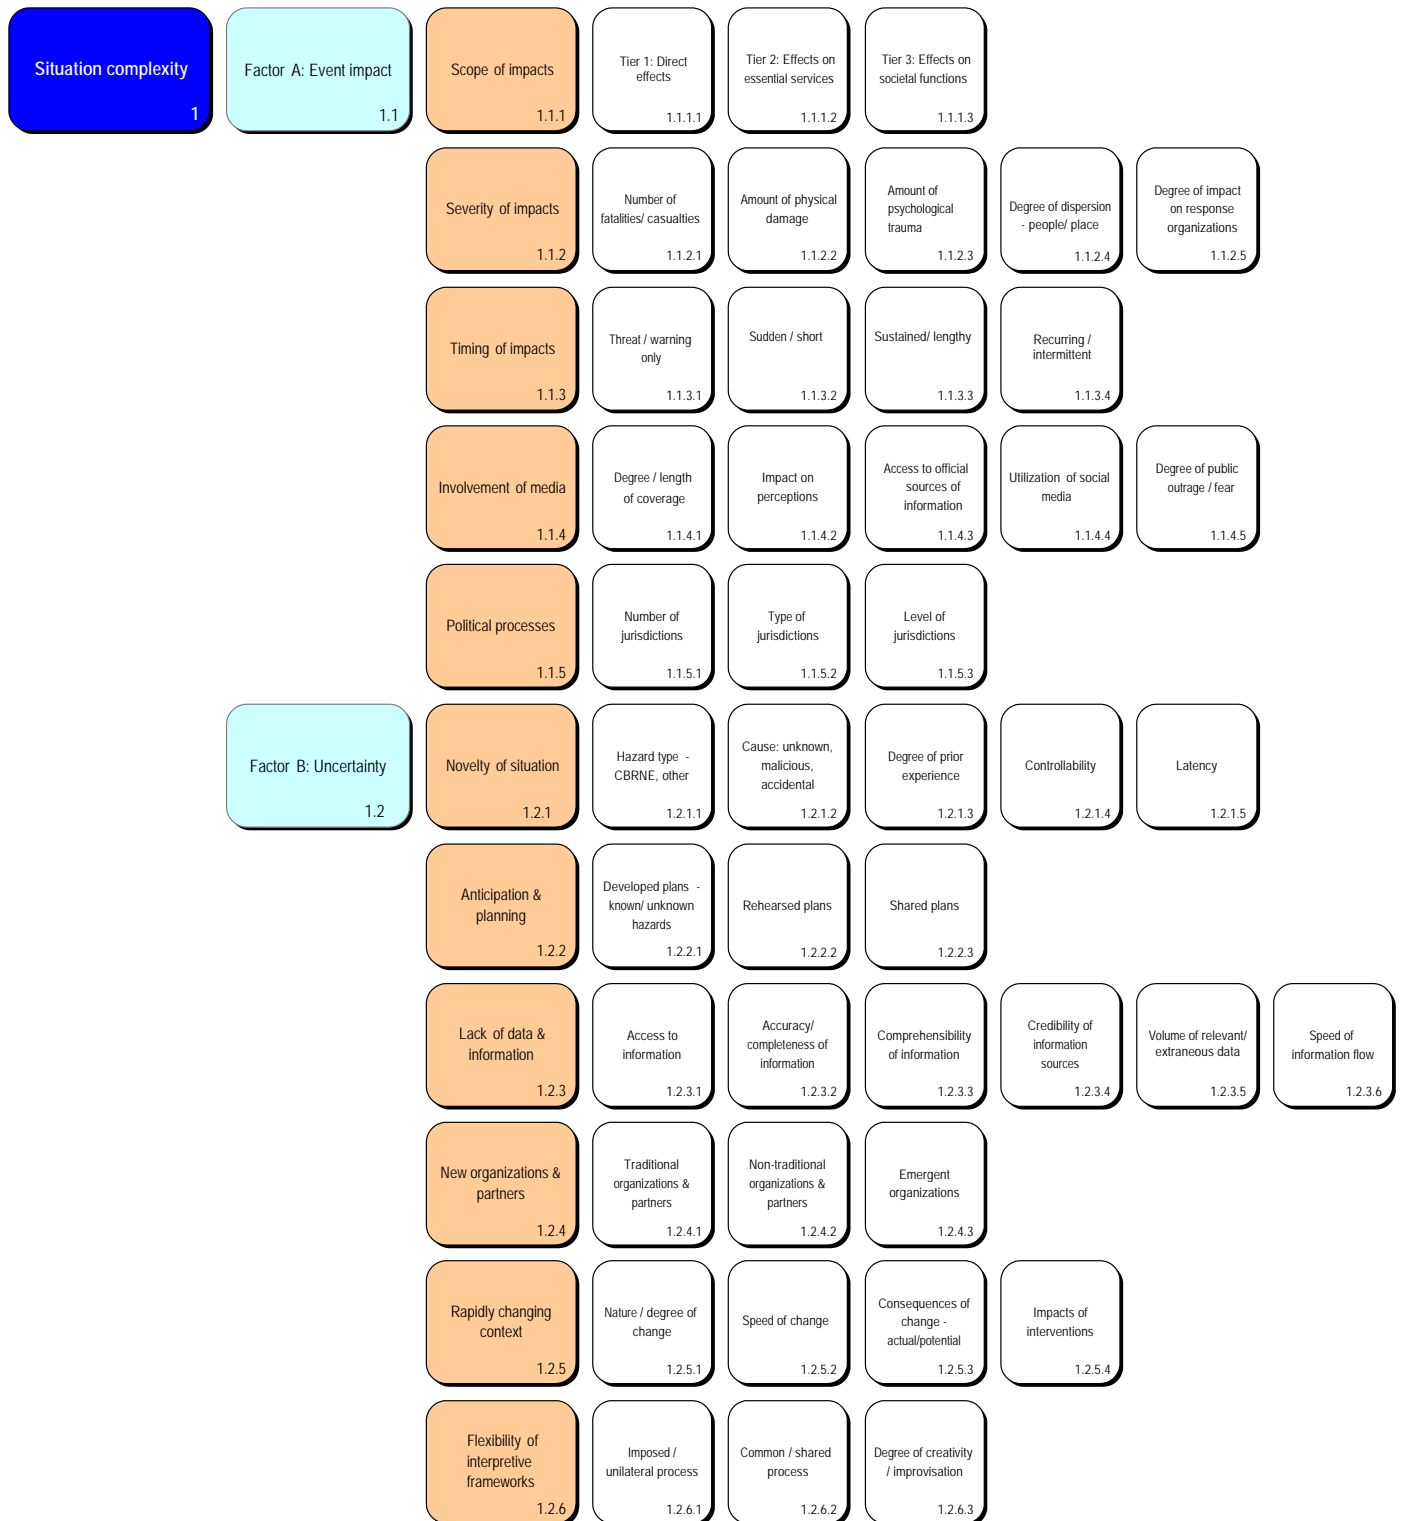 Situation complexity
1
Factor A: Event impact
1.1
Scope of impacts
1.1.1
Tier 1: Direct
effects
1.1.1.1
Tier 2: Effects on
essential services
1.1.1.2
Tier 3: Effects on
societal functions
1.1.1.3
Severity of impacts
1.1.2
Number of
fatalities/ casualties
1.1.2.1
Amount of physical
damage
1.1.2.2
Amount of
psychological
trauma
1.1.2.3
Degree of dispersion
- people/ place
1.1.2.4
Degree of impact
on response
organizations
1.1.2.5
Timing of impacts
1.1.3
Threat / warning
only
1.1.3.1
Sudden / short
1.1.3.2
Sustained/ lengthy
1.1.3.3
Recurring /
intermittent
1.1.3.4
Involvement of media
1.1.4
Degree / length
of coverage
1.1.4.1
Impact on
perceptions
1.1.4.2
Access to official
sources of
information
1.1.4.3
Utilization of social
media
1.1.4.4
Degree of public
outrage / fear
1.1.4.5
Political processes
1.1.5
Number of
jurisdictions
1.1.5.1
Type of
jurisdictions
1.1.5.2
Level of
jurisdictions
1.1.5.3
Factor B: Uncertainty
1.2
Novelty of situation
1.2.1
Hazard type -
CBRNE, other
1.2.1.1
Cause: unknown,
malicious,
accidental
1.2.1.2
Degree of prior
experience
1.2.1.3
Controllability
1.2.1.4
Latency
1.2.1.5
Anticipation &
planning
1.2.2
Developed plans -
known/ unknown
hazards
1.2.2.1
Rehearsed plans
1.2.2.2
Shared plans
1.2.2.3
Lack of data &
information
1.2.3
Access to
information
1.2.3.1
Accuracy/
completeness of
information
1.2.3.2
Comprehensibility
of information
1.2.3.3
Credibility of
information
sources
1.2.3.4
Volume of relevant/
extraneous data
1.2.3.5
Speed of
information flow
1.2.3.6
New organizations &
partners
1.2.4
Traditional
organizations &
partners
1.2.4.1
Non-traditional
organizations &
partners
1.2.4.2
Emergent
organizations
1.2.4.3
Rapidly changing
context
1.2.5
Nature / degree of
change
1.2.5.1
Speed of change
1.2.5.2
Consequences of
change -
actual/potential
1.2.5.3
Impacts of
interventions
1.2.5.4
Flexibility of
interpretive
frameworks
1.2.6
Imposed /
unilateral process
1.2.6.1
Common / shared
process
1.2.6.2
Degree of creativity
/ improvisation
1.2.6.3